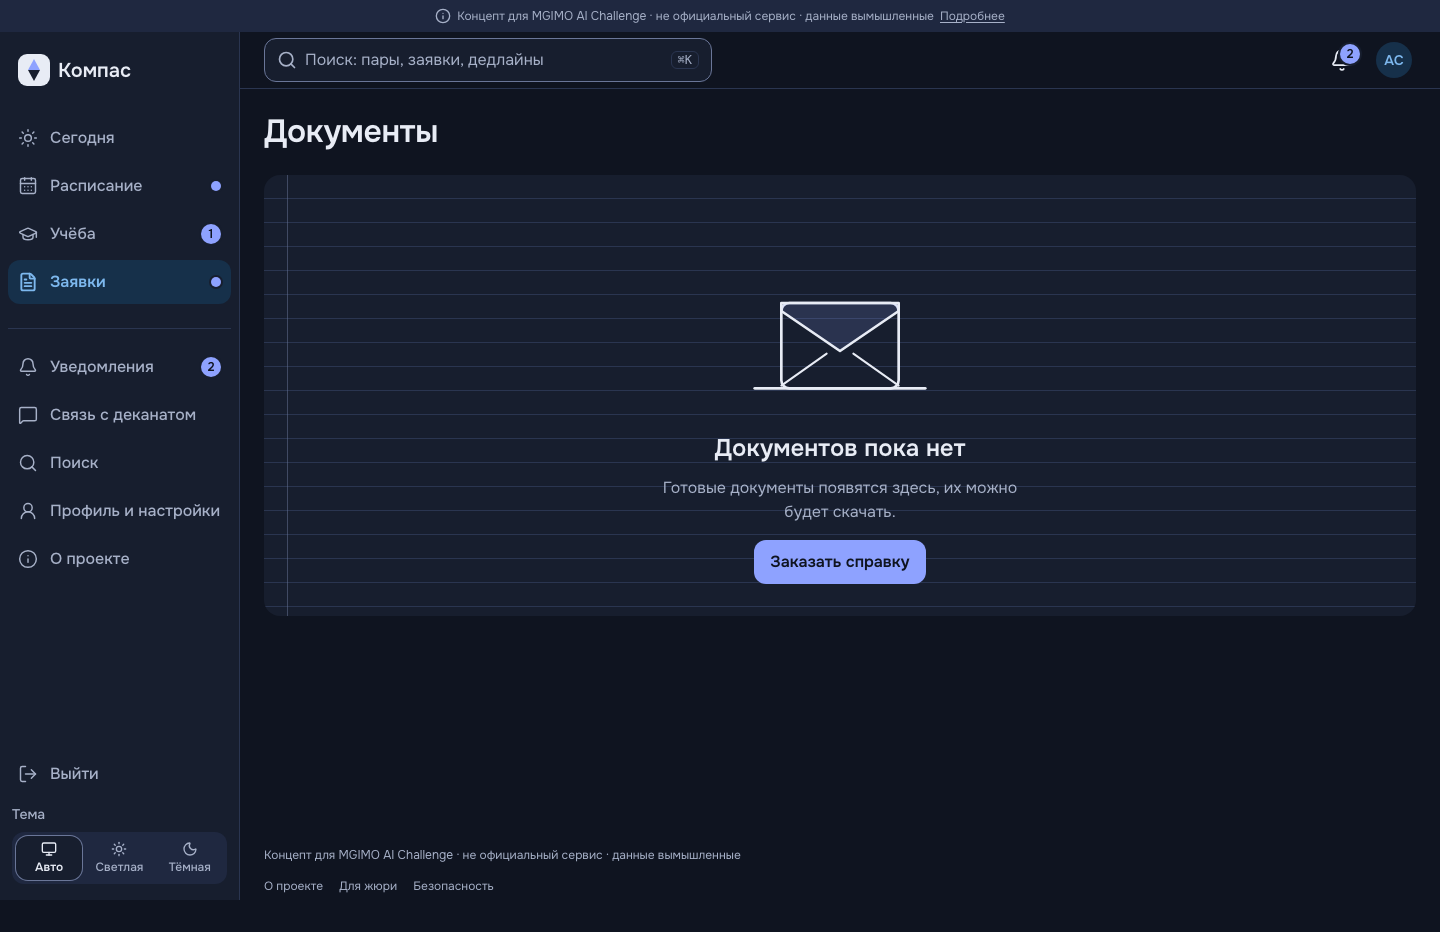 Концепт для MGIMO AI Challenge · не официальный сервис · данные вымышленные Подробнее
Компас
Поиск: пары, заявки, дедлайны
⌘K
2
АС
Сегодня
Расписание
Учёба
1
Заявки
Уведомления
2
Связь с деканатом
Поиск
Профиль и настройки
О проекте
Выйти
Тема
Авто
Светлая
Тёмная
Документы
Документов пока нет
Готовые документы появятся здесь, их можно
будет скачать.
Заказать справку
Концепт для MGIMO AI Challenge · не официальный сервис · данные вымышленные
О проекте
Для жюри
Безопасность